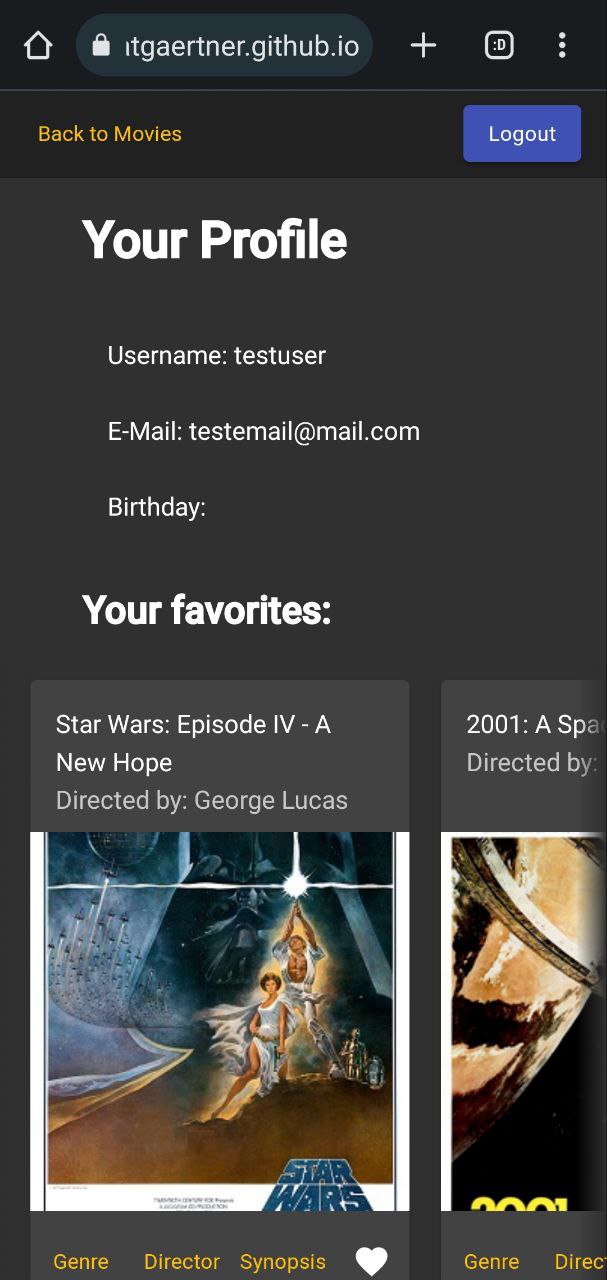 ıtgaertner.github.io
:D
Back to Movies
Logout
Your Profile
Username: testuser
E-Mail: testemail@mail.com
Birthday:
Your favorites:
Star Wars: Episode IV - A
New Hope
Directed by: George Lucas
2001: A Spa
Directed by:
STAR
WARS
2001
Genre Director Synopsis
Genre Direct